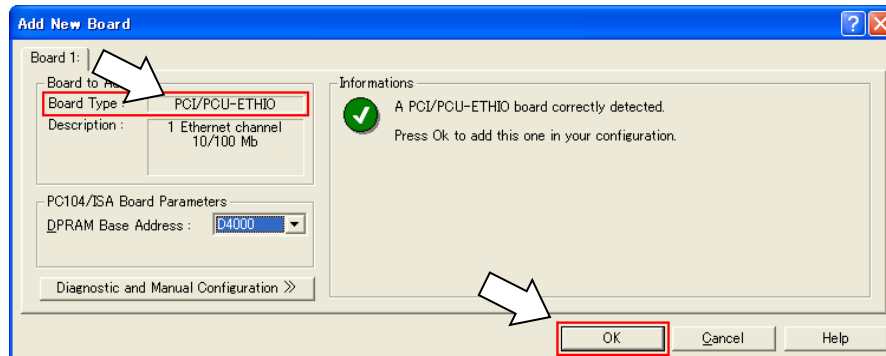 Add New Board
Board 1:
Board to A
Board Type :
PCI/PCU-ETHIO
Description :
1 Ethernet channel
10/100 Mb
PC104/ISA Board Parameters
DPRAM Base Address :
D4000
Diagnostic and Manual Configuration >>
Informations
A PCI/PCU-ETHIO board correctly detected.
Press Ok to add this one in your configuration.
OK
Cancel
Help